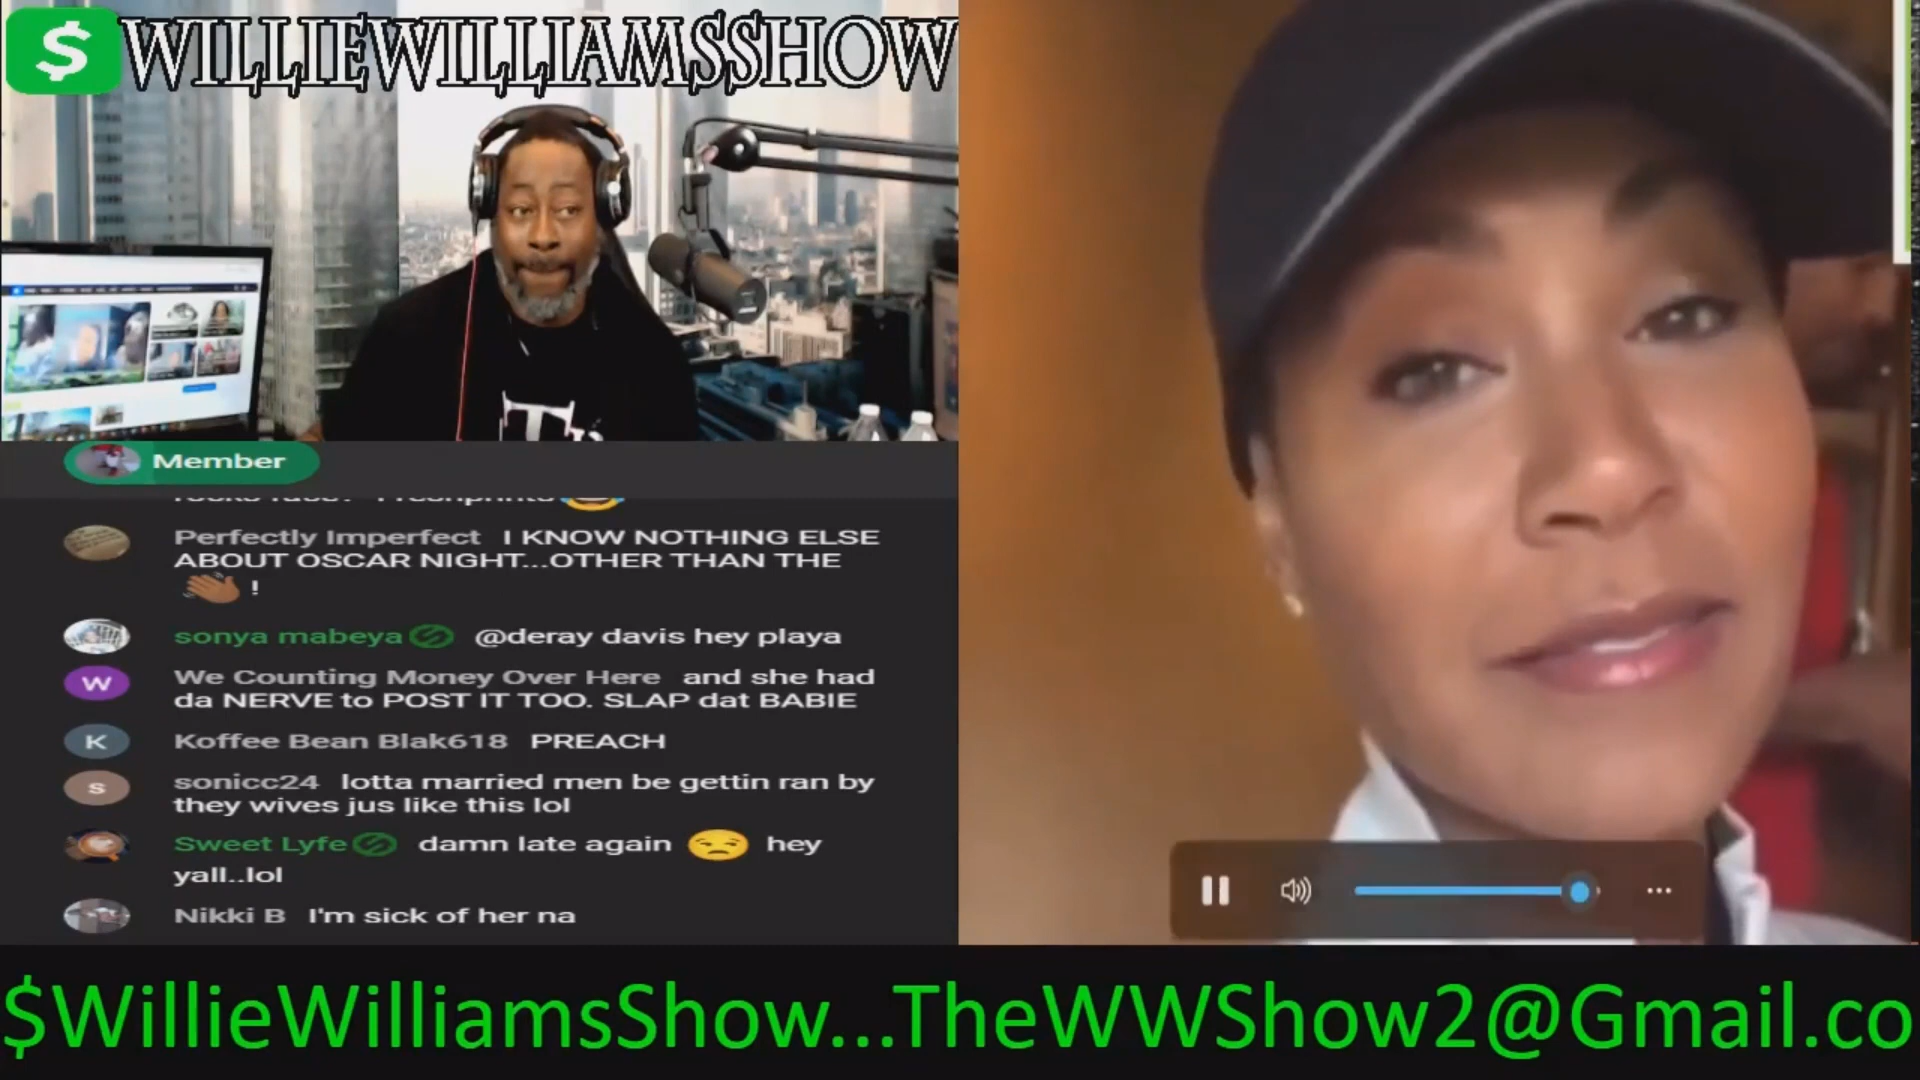 $ WILLIEWILLIAMSSHOW
Member
Perfectly Imperfect I KNOW NOTHING ELSE
ABOUT OSCAR NIGHT...OTHER THAN THE
!
sonya mabeya @deray davis hey playa
W We Counting Money Over Here and she had
da NERVE to POST IT TOO. SLAP dat BABIE
K Koffee Bean Blak618 PREACH
s sonicc24 lotta married men be gettin ran by
they wives jus like this lol
Sweet Lyfe damn late again hey
yall..lol
Nikki B I'm sick of her na
$WillieWilliamsShow...TheWWShow2@Gmail.co